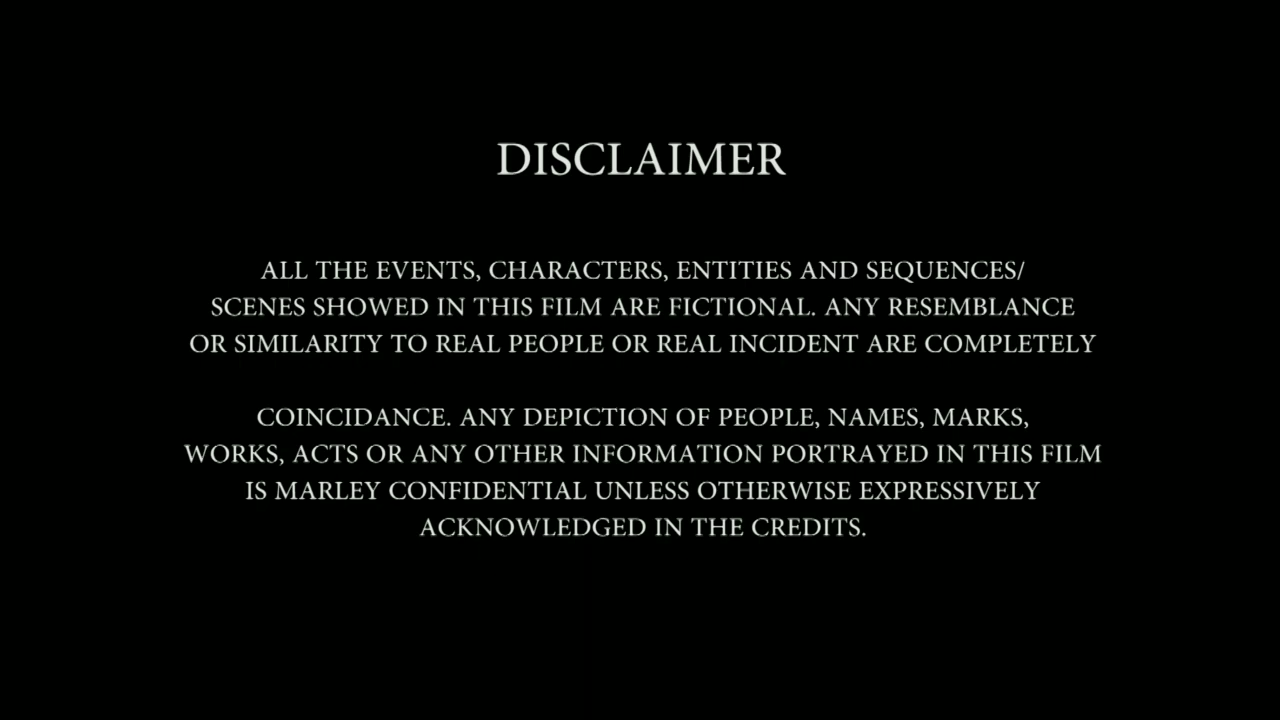 DISCLAIMER
ALL THE EVENTS, CHARACTERS, ENTITIES AND SEQUENCES/
SCENES SHOWED IN THIS FILM ARE FICTIONAL. ANY RESEMBLANCE
OR SIMILARITY TO REAL PEOPLE OR REAL INCIDENT ARE COMPLETELY
COINCIDANCE. ANY DEPICTION OF PEOPLE, NAMES, MARKS,
WORKS, ACTS OR ANY OTHER INFORMATION PORTRAYED IN THIS FILM
IS MARLEY CONFIDENTIAL UNLESS OTHERWISE EXPRESSIVELY
ACKNOWLEDGED IN THE CREDITS.